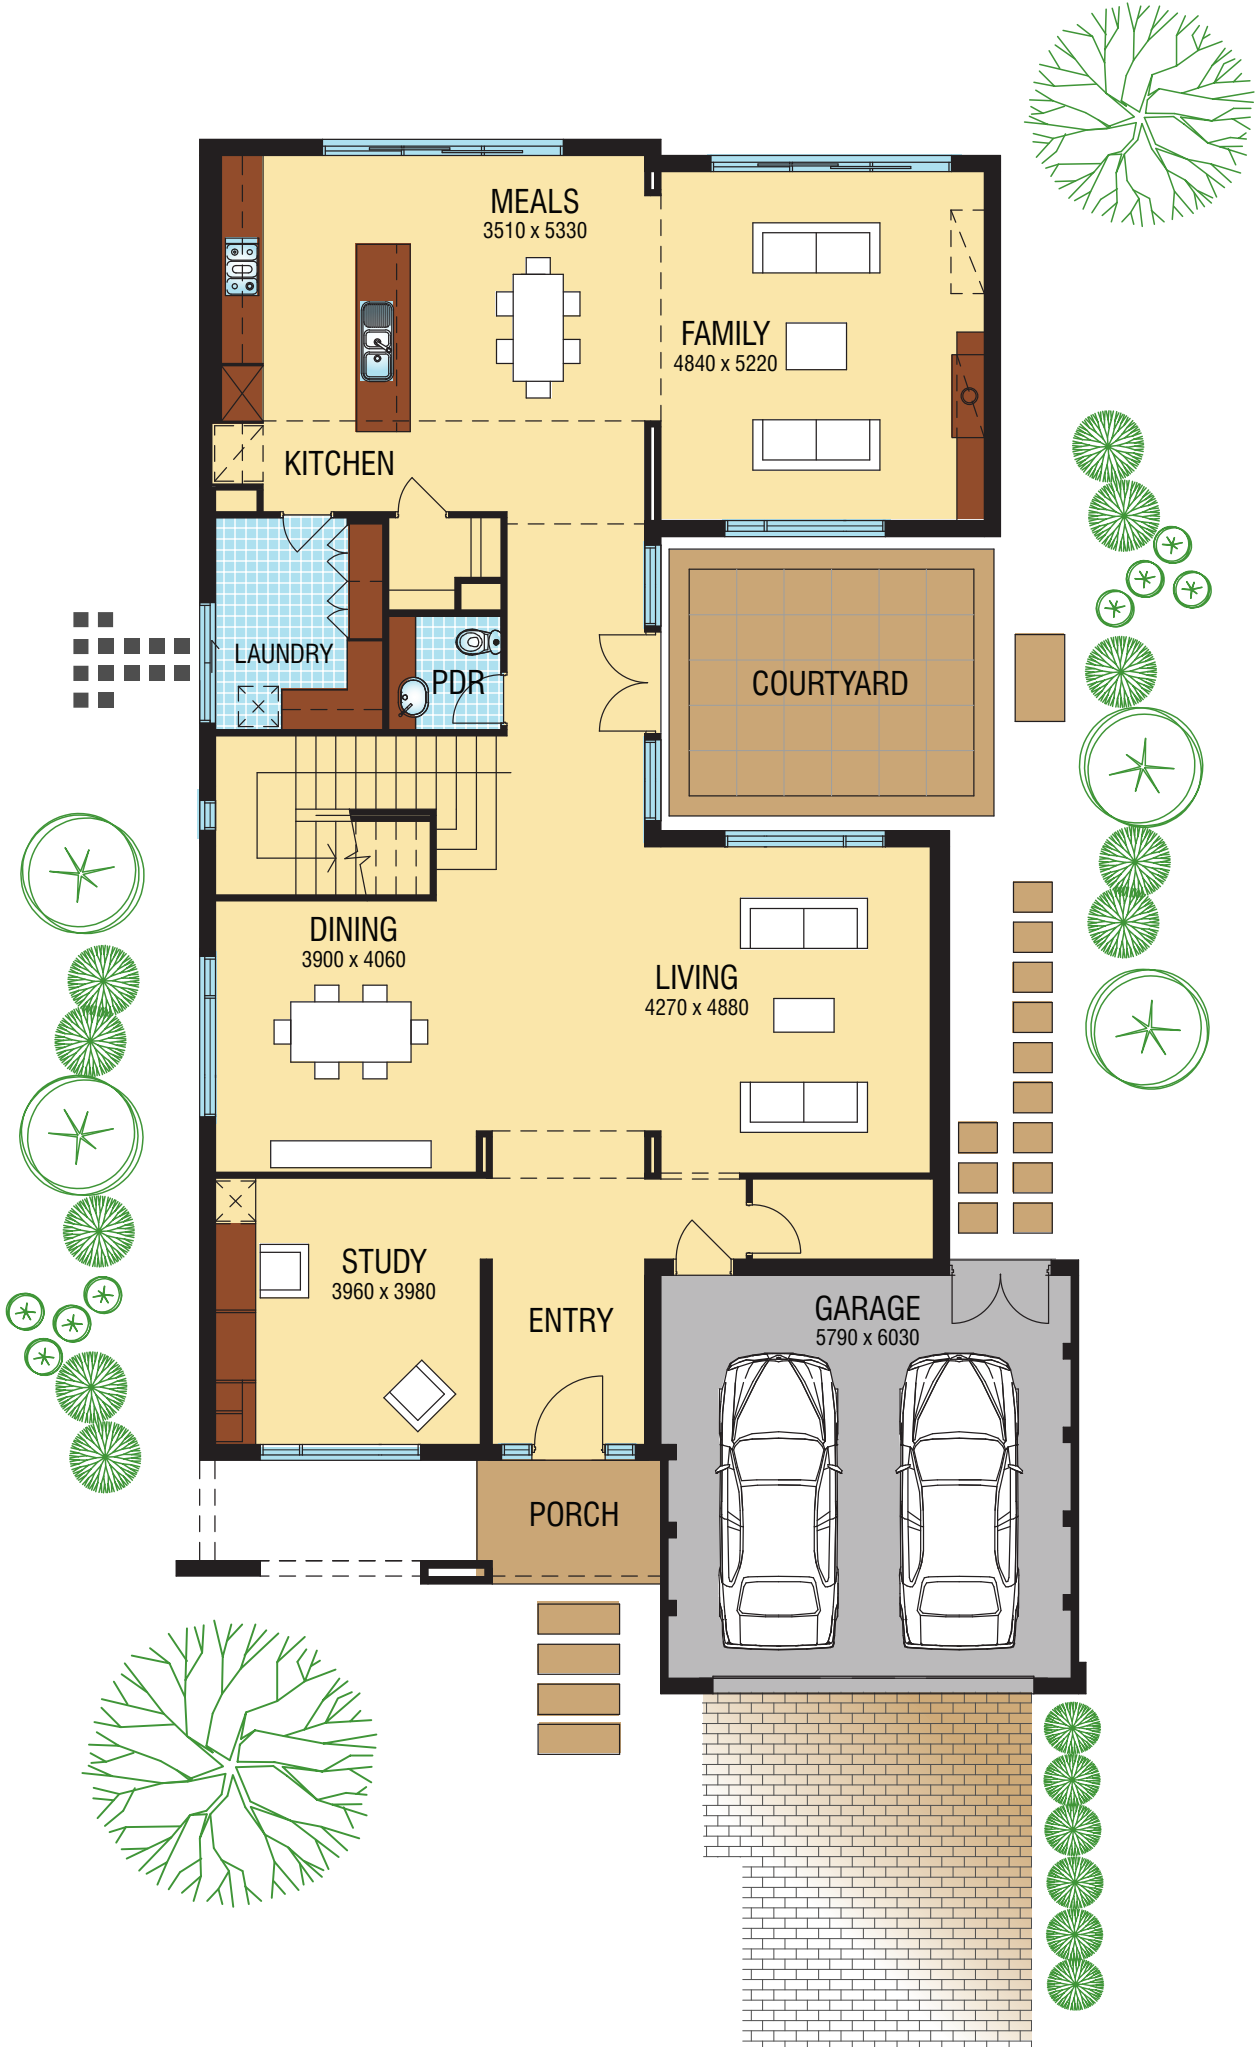 MEALS
3510 x 5330
FAMILY
4840 x 5220
KITCHEN
LAUNDRY
PDR
COURTYARD
DINING
3900 x 4060
LIVING
4270 x 4880
STUDY
3960 x 3980
ENTRY
GARAGE
5790 x 6030
PORCH